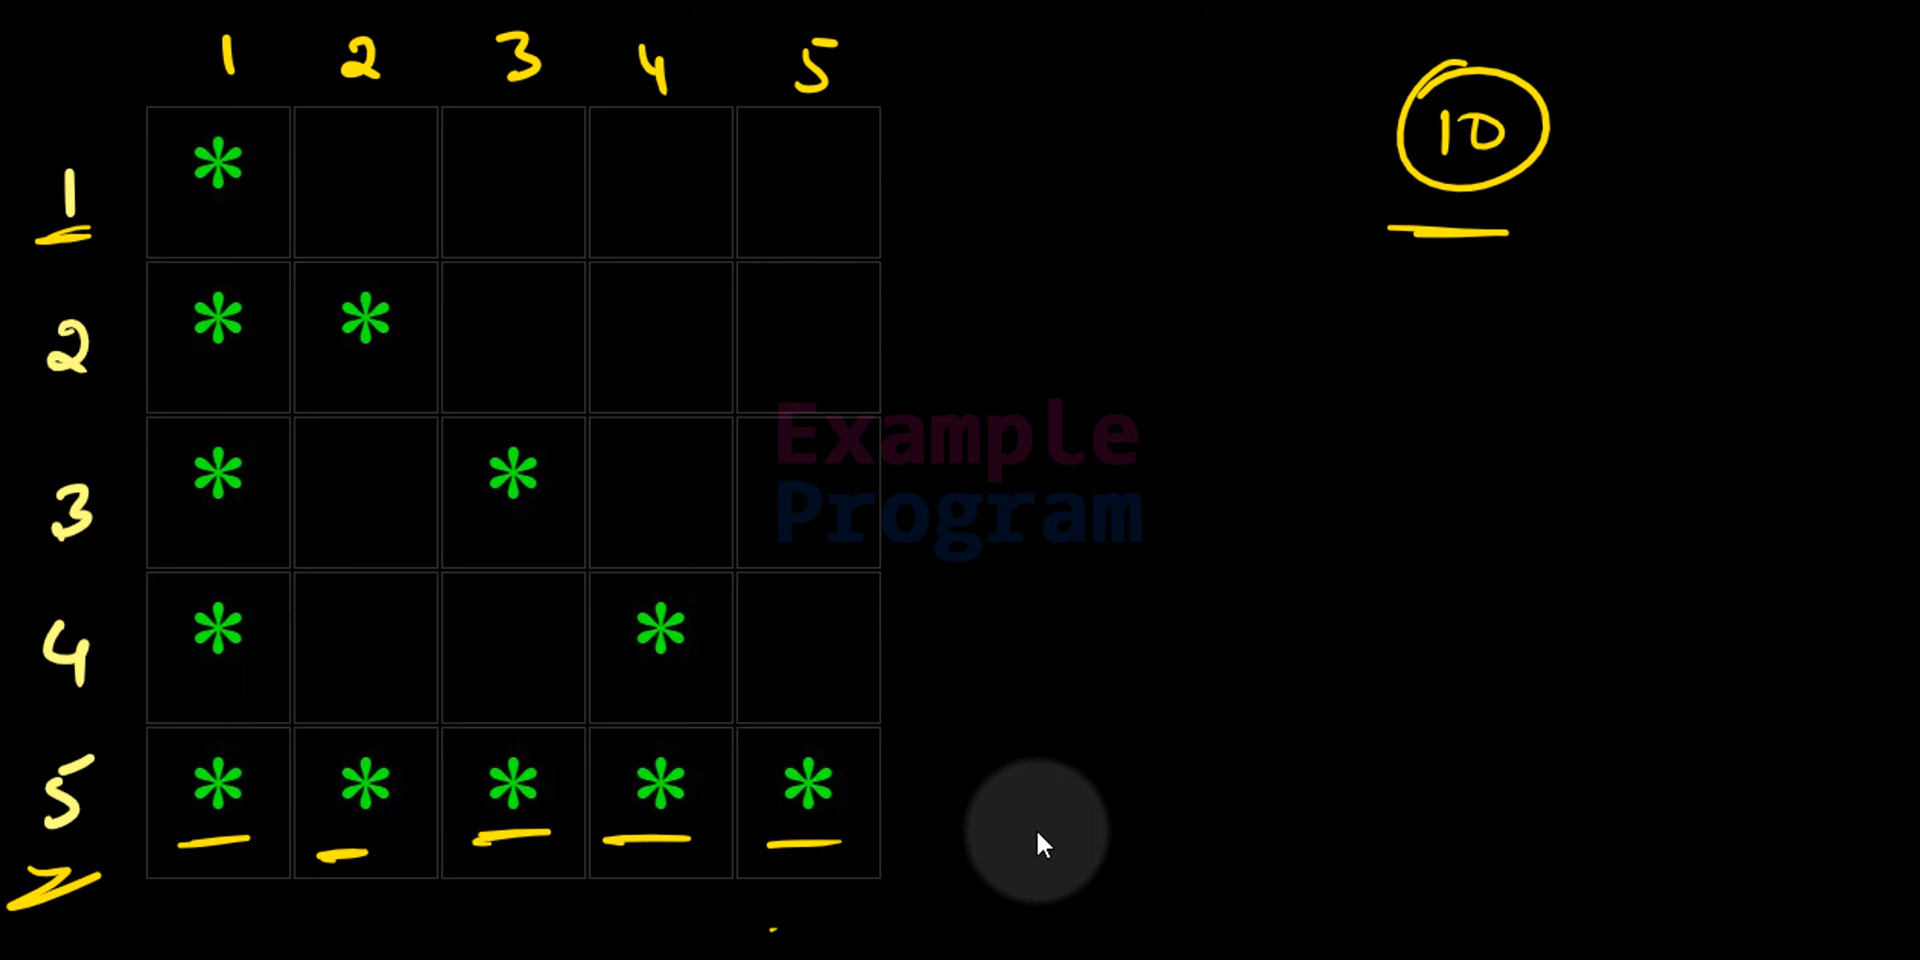 1 2 3 4 5
10
1 *
2 * *
3 * *
Example
Program
4 * *
5 * * * * *